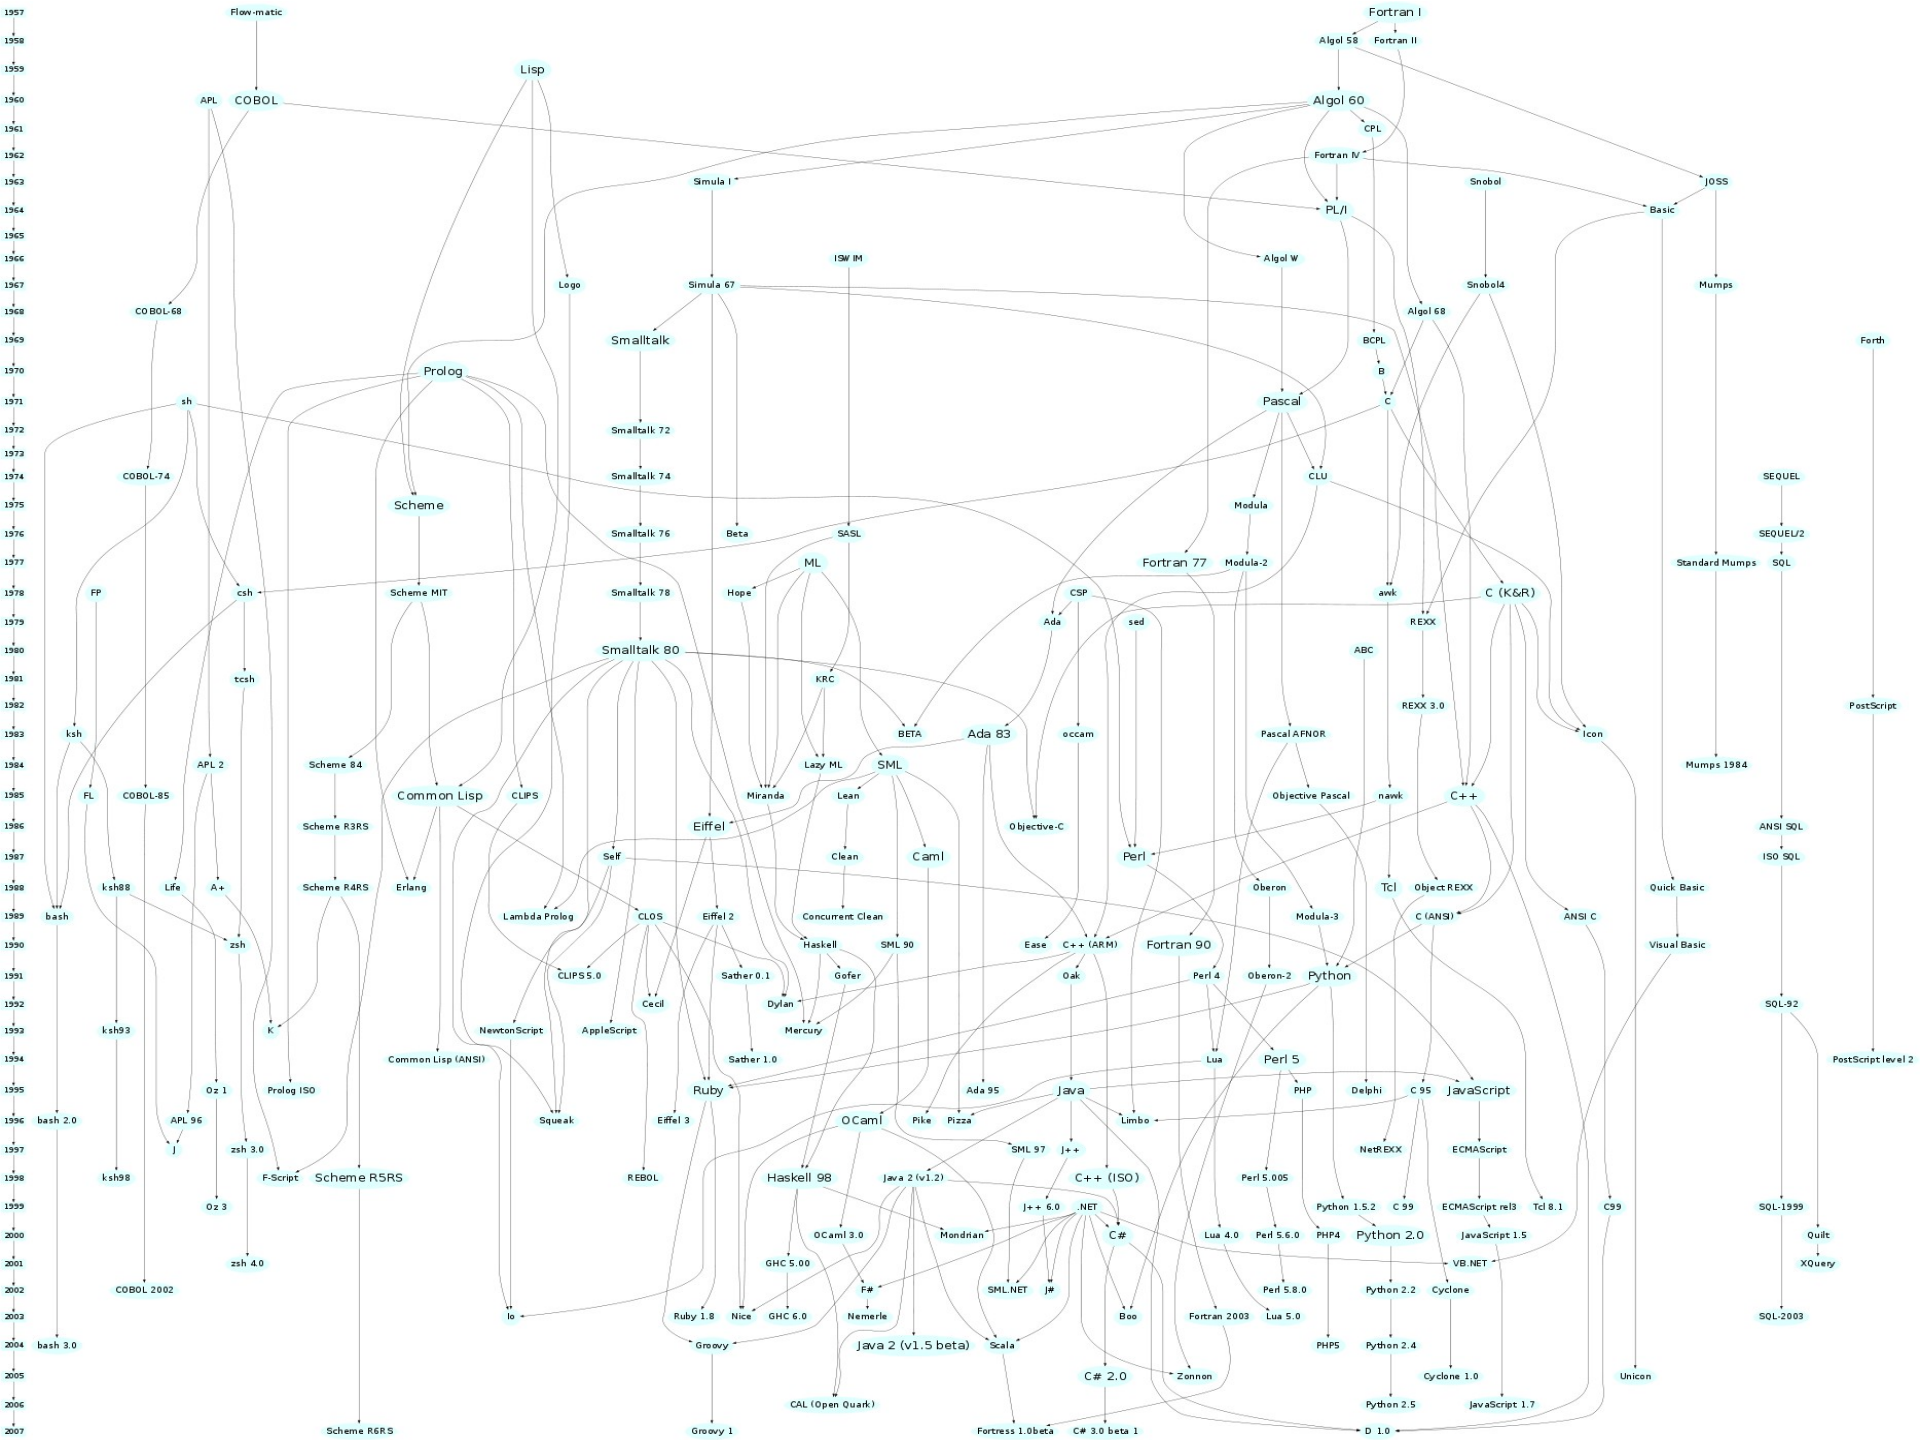 1957 Flow-matic Fortran I
1958 Algol 58 Fortran II
1959 Lisp
1960 APL COBOL Algol 60
1961 CPL
1962 Fortran IV
1963 Simula I Snobol JOSS
1964 PL/I Basic
1965
1966 ISWIM Algol W
1967 Logo Simula 67 Snobol4 Mumps
1968 COBOL-68 Algol 68
1969 Smalltalk BCPL Forth
1970 Prolog B
1971 sh Pascal C
1972 Smalltalk 72
1973
1974 COBOL-74 Smalltalk 74 CLU SEQUEL
1975 Scheme Modula
1976 Smalltalk 76 Beta SASL SEQUEL/2
1977 ML Fortran 77 Modula-2 Standard Mumps SQL
1978 FP csh Scheme MIT Smalltalk 78 Hope CSP awk C (K&R)
1979 Ada sed REXX
1980 Smalltalk 80 ABC
1981 tcsh KRC
1982 REXX 3.0 PostScript
1983 ksh BETA Ada 83 occam Pascal AFNOR Icon
1984 APL 2 Scheme 84 Lazy ML SML Mumps 1984
1985 FL COBOL-85 Common Lisp CLIPS Miranda Lean Objective Pascal nawk C++
1986 Scheme R3RS Eiffel Objective-C ANSI SQL
1987 Self Clean Caml Perl ISO SQL
1988 ksh88 Life A+ Scheme R4RS Erlang Oberon Tcl Object REXX Quick Basic
1989 bash Lambda Prolog CLOS Eiffel 2 Concurrent Clean Modula-3 C (ANSI) ANSI C
1990 zsh Haskell SML 90 Ease C++ (ARM) Fortran 90 Visual Basic
1991 CLIPS 5.0 Sather 0.1 Gofer Oak Perl 4 Oberon-2 Python
1992 Cecil Dylan SQL-92
1993 ksh93 K NewtonScript AppleScript Mercury
1994 Common Lisp (ANSI) Sather 1.0 Lua Perl 5 PostScript level 2
1995 Oz 1 Prolog ISO Ruby Ada 95 Java PHP Delphi C 95 JavaScript
1996 bash 2.0 APL 96 Squeak Eiffel 3 OCaml Pike Pizza Limbo
1997 J zsh 3.0 SML 97 J++ NetREXX ECMAScript
1998 ksh98 F-Script Scheme R5RS REBOL Haskell 98 Java 2 (v1.2) C++ (ISO) Perl 5.005
1999 Oz 3 J++ 6.0 .NET Python 1.5.2 C 99 ECMAScript rel3 Tcl 8.1 C99 SQL-1999
2000 OCaml 3.0 Mondrian C# Lua 4.0 Perl 5.6.0 PHP4 Python 2.0 JavaScript 1.5 Quilt
2001 zsh 4.0 GHC 5.00 VB.NET XQuery
2002 COBOL 2002 F# SML.NET J# Perl 5.8.0 Python 2.2 Cyclone
2003 Io Ruby 1.8 Nice GHC 6.0 Nemerle Boo Fortran 2003 Lua 5.0 SQL-2003
2004 bash 3.0 Groovy Java 2 (v1.5 beta) Scala PHP5 Python 2.4
2005 C# 2.0 Zonnon Cyclone 1.0 Unicon
2006 CAL (Open Quark) Python 2.5 JavaScript 1.7
2007 Scheme R6RS Groovy 1 Fortress 1.0beta C# 3.0 beta 1 D 1.0